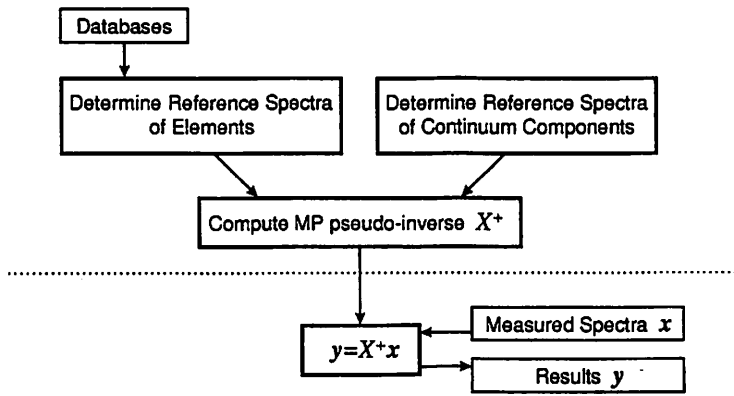 Databases
Determine Reference Spectra
of Elements
Determine Reference Spectra
of Continuum Components
Compute MP pseudo-inverse X⁺
y=X⁺x
Measured Spectra x
Results y